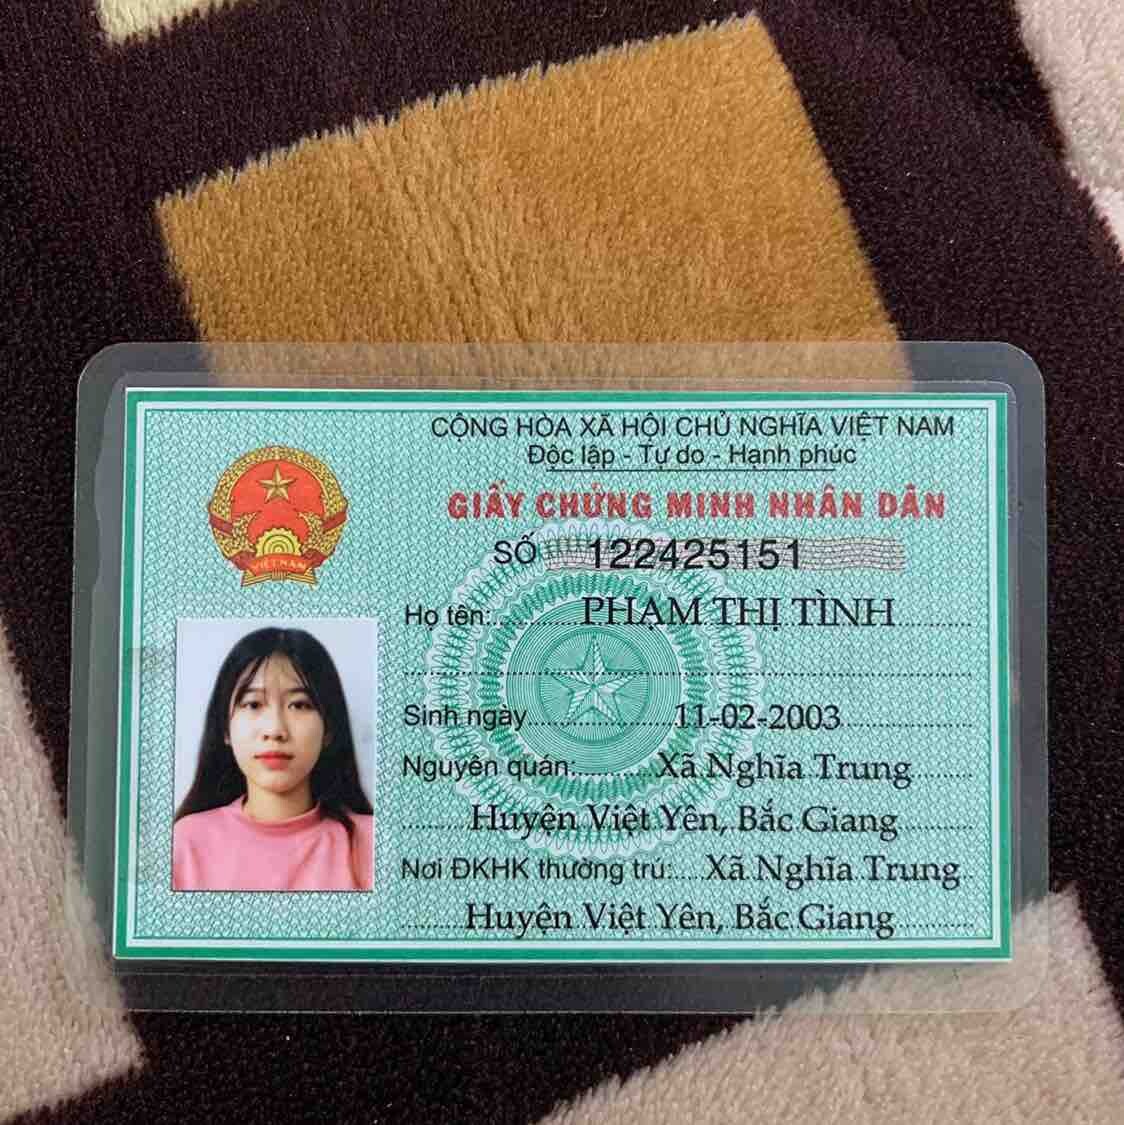 CỘNG HÒA XÃ HỘI CHỦ NGHĨA VIỆT NAM
Độc lập - Tự do - Hạnh phúc
GIẤY CHỨNG MINH NHÂN DÂN
SỐ 122425151
Họ tên: PHẠM THỊ TÌNH
Sinh ngày 11-02-2003
Nguyên quán: Xã Nghĩa Trung
Huyện Việt Yên, Bắc Giang
Nơi ĐKHK thường trú: Xã Nghĩa Trung
Huyện Việt Yên, Bắc Giang
VIỆT NAM